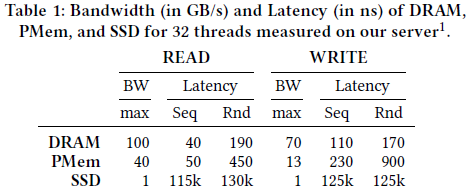 Table 1: Bandwidth (in GB/s) and Latency (in ns) of DRAM,
PMem, and SSD for 32 threads measured on our server1.
READ WRITE
BW Latency BW Latency
max Seq Rnd max Seq Rnd
DRAM 100 40 190 70 110 170
PMem 40 50 450 13 230 900
SSD 1 115k 130k 1 125k 125k